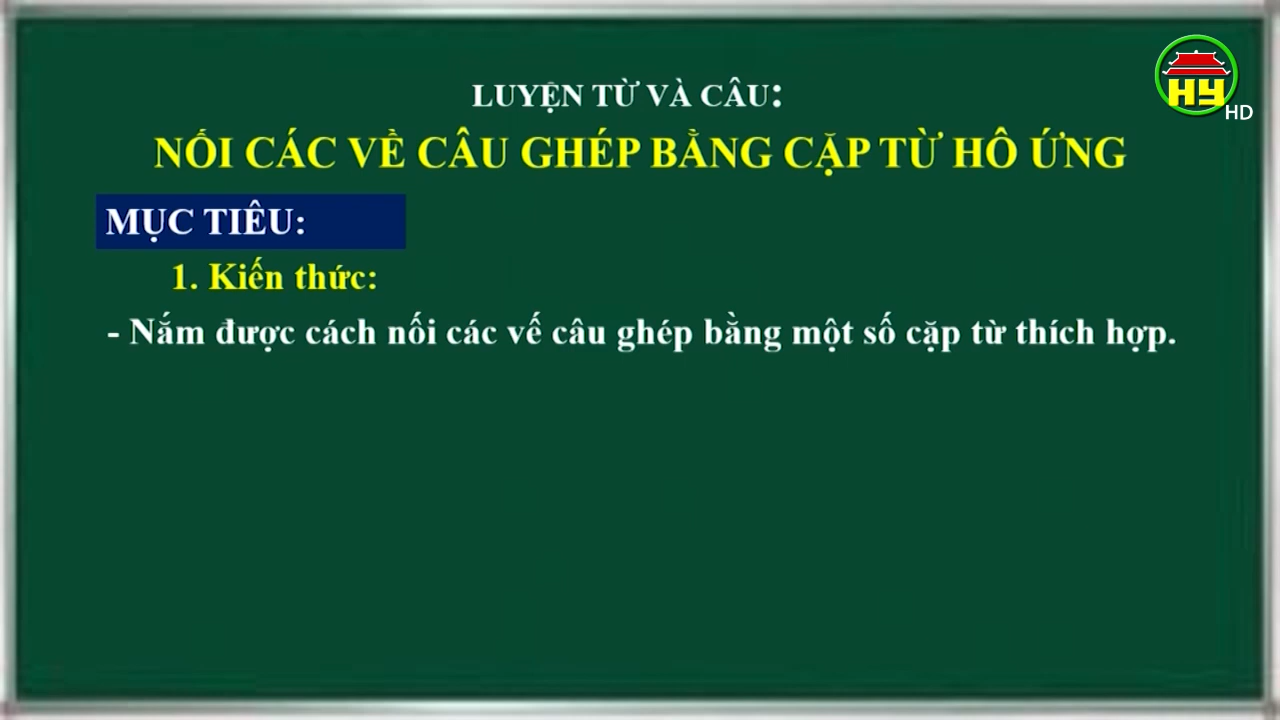 LUYỆN TỪ VÀ CÂU:
NỐI CÁC VỀ CÂU GHÉP BẰNG CẶP TỪ HÔ ỨNG
MỤC TIÊU:
1. Kiến thức:
- Nắm được cách nối các vế câu ghép bằng một số cặp từ thích hợp.
HY
HD